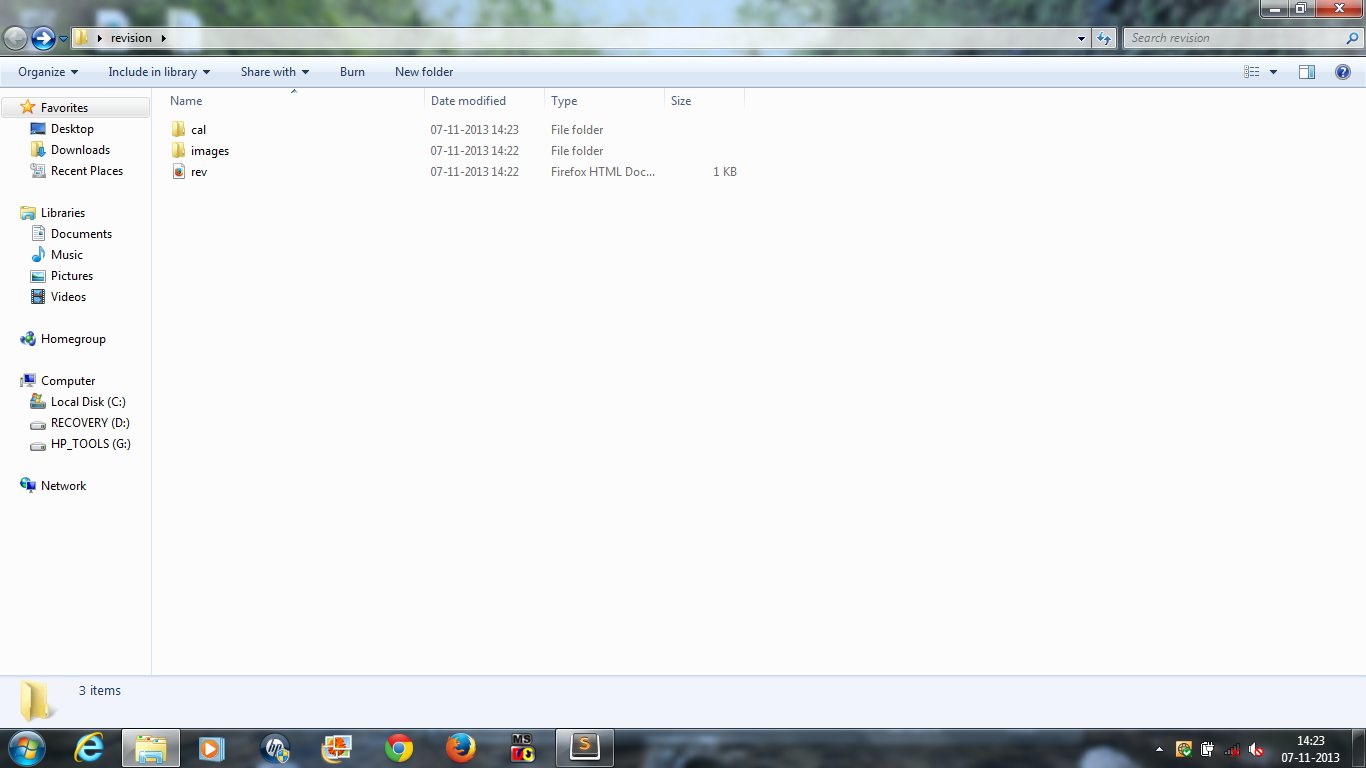 revision
Search revision
Organize Include in library Share with Burn New folder
Name Date modified Type Size
Favorites
Desktop
Downloads
Recent Places
Libraries
Documents
Music
Pictures
Videos
Homegroup
Computer
Local Disk (C:)
RECOVERY (D:)
HP_TOOLS (G:)
Network
cal 07-11-2013 14:23 File folder
images 07-11-2013 14:22 File folder
rev 07-11-2013 14:22 Firefox HTML Doc... 1 KB
3 items
hp
MS
S
14:23
07-11-2013